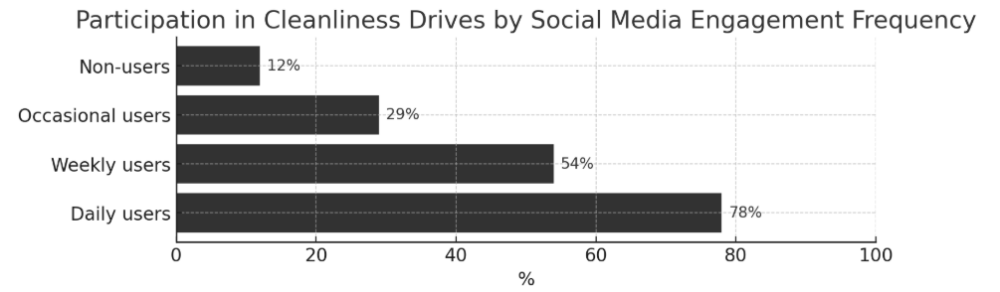 Participation in Cleanliness Drives by Social Media Engagement Frequency
Non-users 12%
Occasional users 29%
Weekly users 54%
Daily users 78%
0 20 40 60 80 100
%